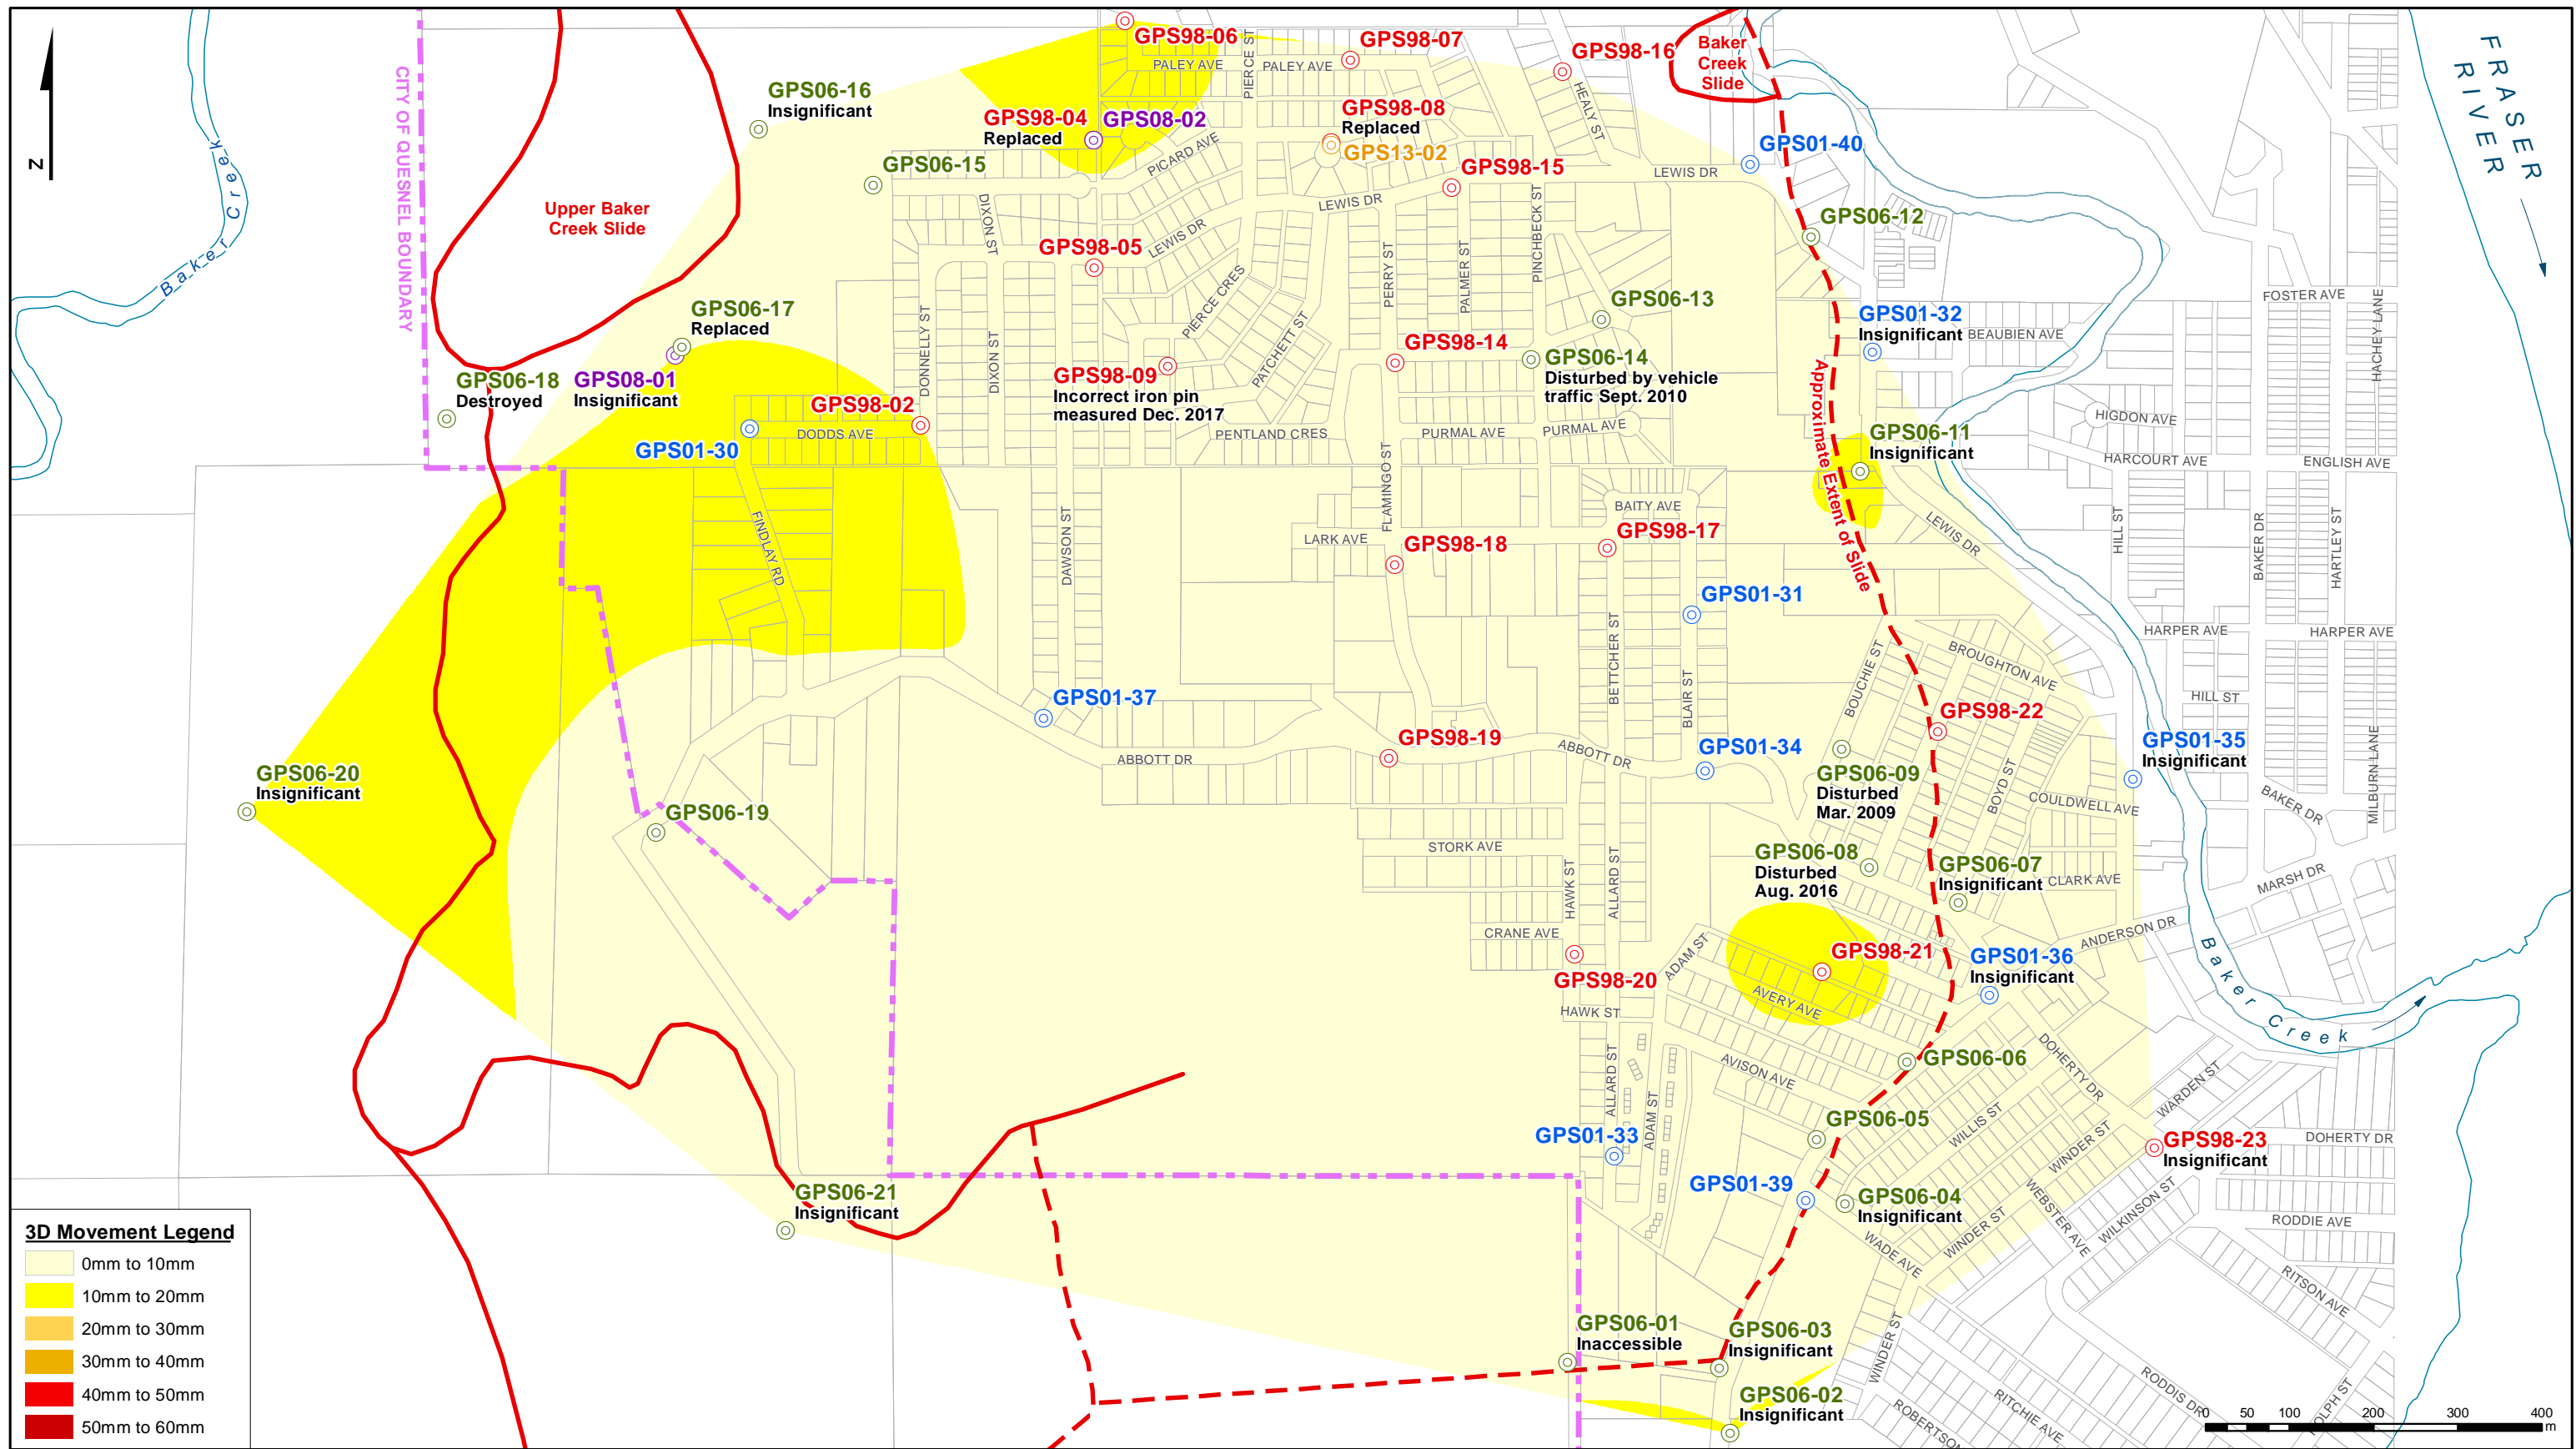 GPS98-06
GPS98-07
GPS98-16
Baker
Creek
Slide
FRASER
RIVER
CITY OF QUESNEL BOUNDARY
PIERCE ST
PALEY AVE
PALEY AVE
HEALY ST
GPS06-16
Insignificant
GPS98-04
Replaced
GPS08-02
GPS98-08
Replaced
GPS13-02
Baker Creek
N
PICARD AVE
GPS01-40
GPS06-15
GPS98-15
LEWIS DR
LEWIS DR
Upper Baker
Creek Slide
DIXON ST
PINCHBECK ST
GPS06-12
GPS98-05
LEWIS DR
PERRY ST
PALMER ST
PIERCE CRES
FOSTER AVE
HACHEY LANE
GPS06-17
Replaced
GPS06-13
GPS01-32
Insignificant
BEAUBIEN AVE
DONNELLY ST
DIXON ST
PATCHETT ST
GPS98-14
GPS06-14
Disturbed by vehicle
traffic Sept. 2010
GPS06-18
Destroyed
GPS08-01
Insignificant
GPS98-09
Incorrect iron pin
measured Dec. 2017
GPS98-02
Approximate Extent of Slide
HIGDON AVE
GPS01-30
DODDS AVE
PENTLAND CRES
PURMAL AVE
PURMAL AVE
GPS06-11
Insignificant
HARCOURT AVE
ENGLISH AVE
FLAMINGO ST
BAITY AVE
FINDLAY RD
DAWSON ST
LARK AVE
GPS98-18
GPS98-17
LEWIS DR
HILL ST
BAKER DR
HARTLEY ST
GPS01-31
HARPER AVE
HARPER AVE
BETTCHER ST
BLAIR ST
BOUCHIE ST
BROUGHTON AVE
GPS01-37
HILL ST
GPS98-22
GPS98-19
ABBOTT DR
ABBOTT DR
GPS01-34
GPS01-35
Insignificant
MILBURN LANE
GPS06-20
Insignificant
GPS06-09
Disturbed
Mar. 2009
BOYD ST
COULDWELL AVE
BAKER DR
GPS06-19
STORK AVE
GPS06-08
Disturbed
Aug. 2016
GPS06-07
Insignificant
CLARK AVE
MARSH DR
HAWK ST
ALLARD ST
CRANE AVE
ADAM ST
GPS98-21
ANDERSON DR
GPS01-36
Insignificant
GPS98-20
AVERY AVE
HAWK ST
Baker Creek
GPS06-06
AVISON AVE
DOHERTY DR
ALLARD ST
ADAM ST
WARDEN ST
GPS06-05
WILLIS ST
GPS01-33
WINDER ST
GPS98-23
Insignificant
DOHERTY DR
GPS01-39
GPS06-04
Insignificant
GPS06-21
Insignificant
WEBSTER AVE
WILKINSON ST
WINDER ST
WADE AVE
RODDIE AVE
RITSON AVE
3D Movement Legend
0mm to 10mm
10mm to 20mm
20mm to 30mm
30mm to 40mm
40mm to 50mm
50mm to 60mm
GPS06-01
Inaccessible
GPS06-03
Insignificant
WINDER ST
RODDIS DR
GPS06-02
Insignificant
RITCHIE AVE
ROBERTSON
0 50 100 200 300 400
m